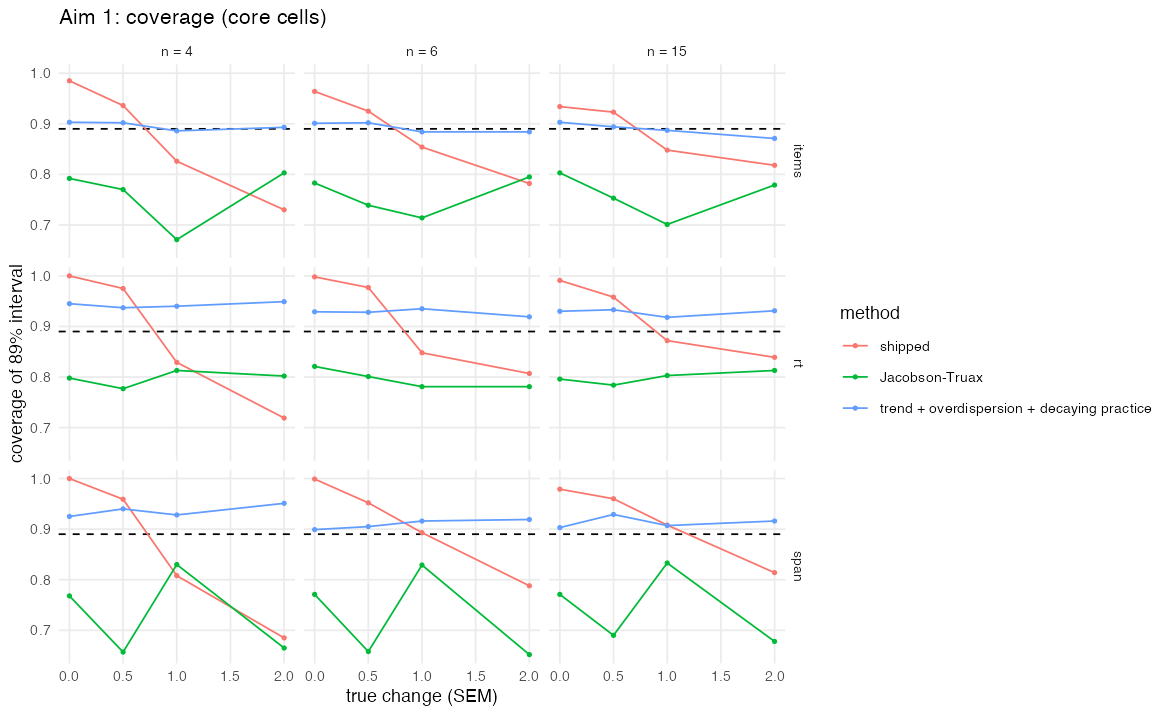 Aim 1: coverage (core cells)
n = 4
n = 6
n = 15
1.0
0.9
0.8
0.7
items
1.0
0.9
0.8
0.7
rt
1.0
0.9
0.8
0.7
span
0.0 0.5 1.0 1.5 2.0
0.0 0.5 1.0 1.5 2.0
0.0 0.5 1.0 1.5 2.0
true change (SEM)
coverage of 89% interval
method
shipped
Jacobson-Truax
trend + overdispersion + decaying practice